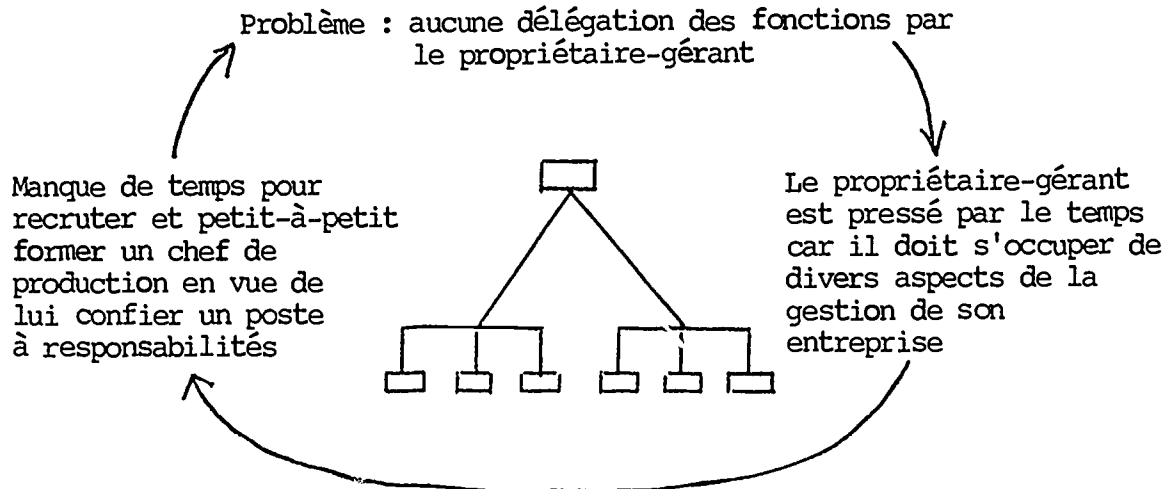 Problème : aucune délégation des fonctions par
le propriétaire-gérant
Manque de temps pour
recruter et petit-à-petit
former un chef de
production en vue de
lui confier un poste
à responsabilités
Le propriétaire-gérant
est pressé par le temps
car il doit s'occuper de
divers aspects de la
gestion de son
entreprise